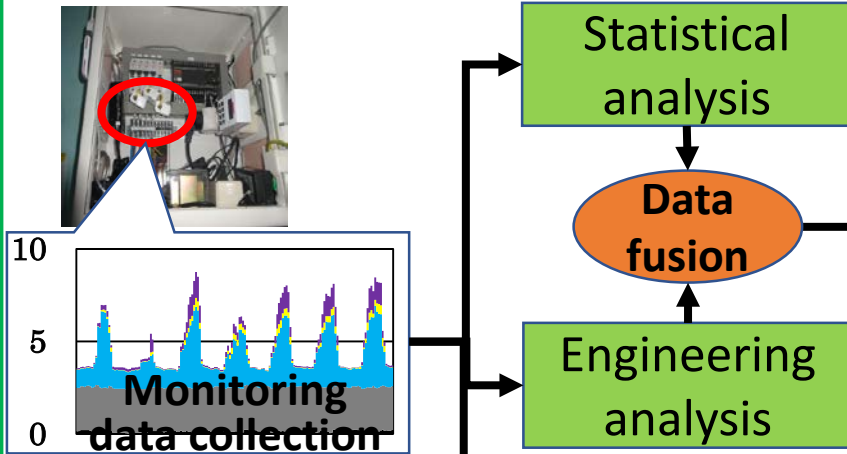 Statistical
analysis
Data
fusion
10
5
0
Monitoring
data collection
Engineering
analysis